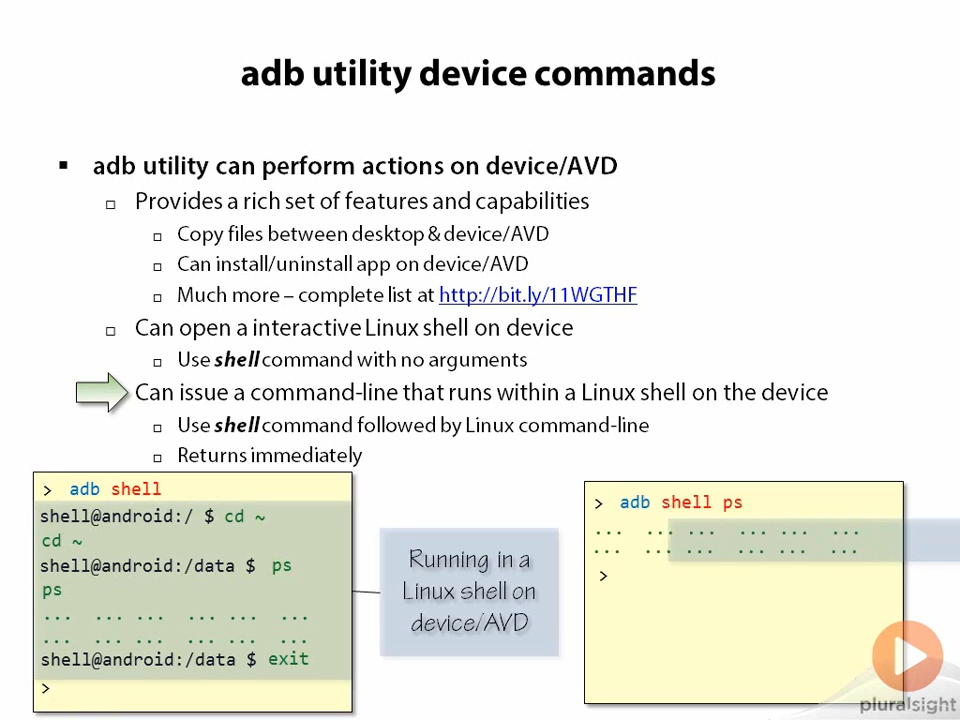 adb utility device commands
adb utility can perform actions on device/AVD
Provides a rich set of features and capabilities
Copy files between desktop & device/AVD
Can install/uninstall app on device/AVD
Much more – complete list at http://bit.ly/11WGTHF
Can open a interactive Linux shell on device
Use shell command with no arguments
Can issue a command-line that runs within a Linux shell on the device
Use shell command followed by Linux command-line
Returns immediately
> adb shell
shell@android:/ $ cd ~
cd ~
shell@android:/data $ ps
ps
... ... ... ... ... ...
... ... ... ... ... ...
shell@android:/data $ exit
>
Running in a
Linux shell on
device/AVD
> adb shell ps
... ... ... ... ... ...
... ... ... ... ... ...
>
pluralsight